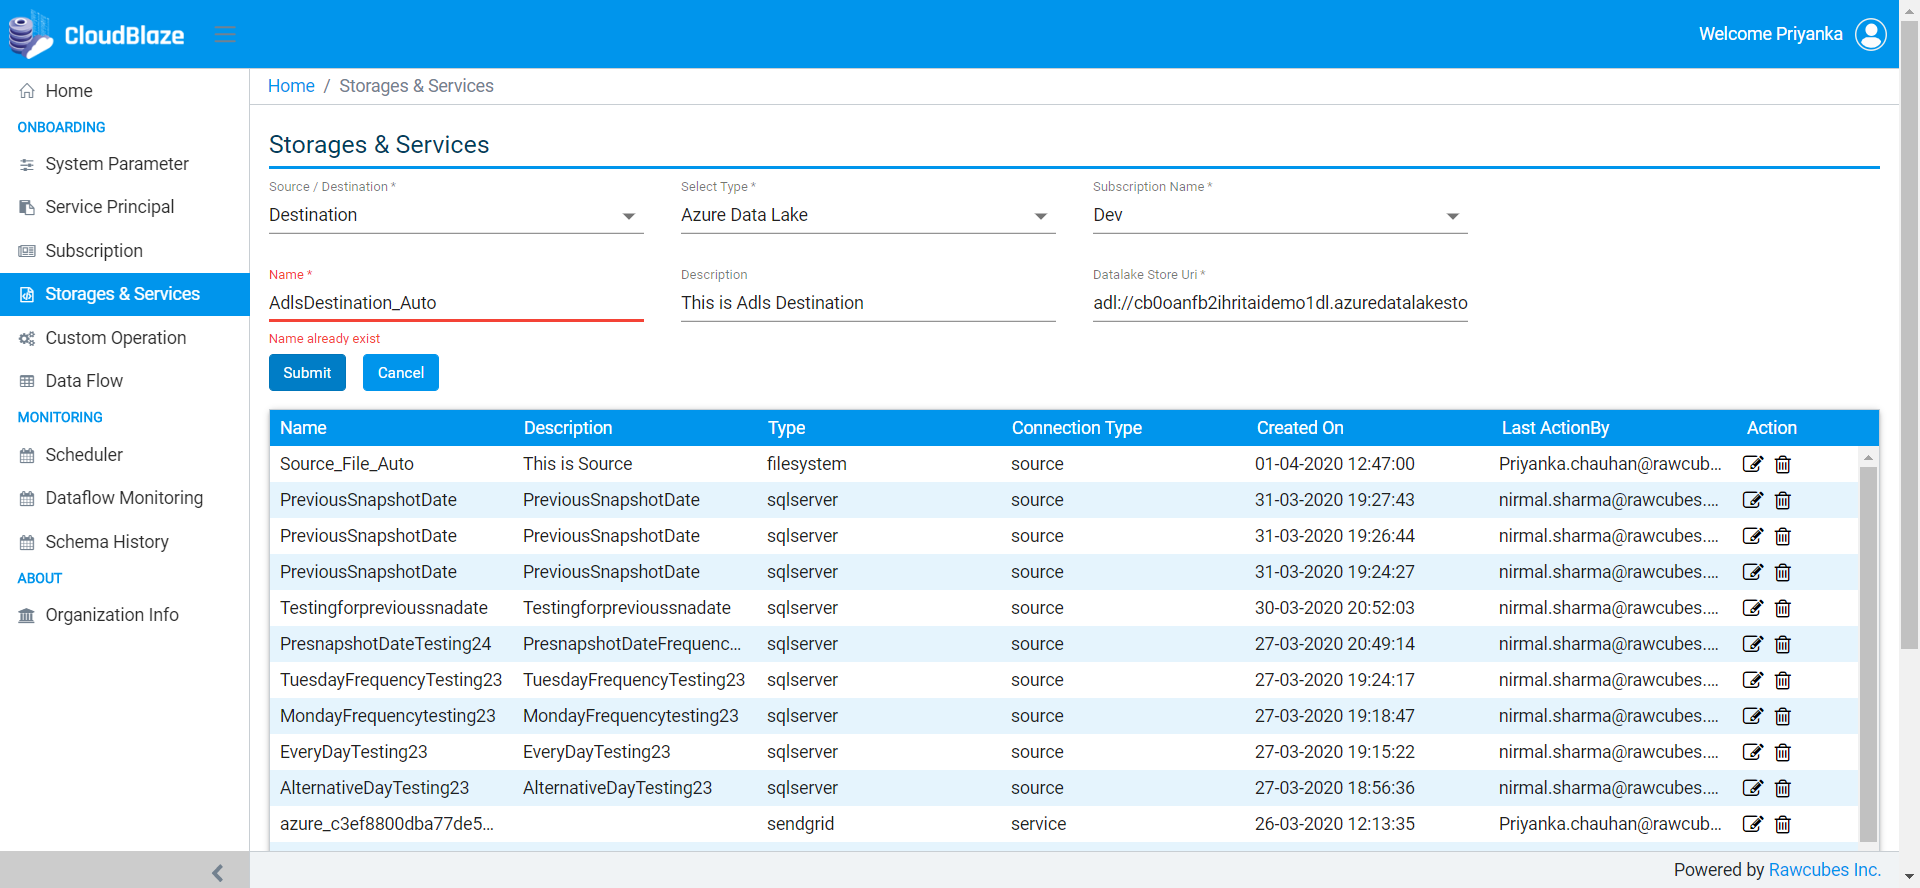 CloudBlaze
Welcome Priyanka
Home
ONBOARDING
System Parameter
Service Principal
Subscription
Storages & Services
Custom Operation
Data Flow
MONITORING
Scheduler
Dataflow Monitoring
Schema History
ABOUT
Organization Info
Home / Storages & Services
Storages & Services
Source / Destination * Select Type * Subscription Name *
Destination Azure Data Lake Dev
Name * Description Datalake Store Uri *
AdlsDestination_Auto This is Adls Destination adl://cb0oanfb2ihritaidemo1dl.azuredatalakesto
Name already exist
Submit Cancel
Name Description Type Connection Type Created On Last ActionBy Action
Source_File_Auto This is Source filesystem source 01-04-2020 12:47:00 Priyanka.chauhan@rawcub...
PreviousSnapshotDate PreviousSnapshotDate sqlserver source 31-03-2020 19:27:43 nirmal.sharma@rawcubes....
PreviousSnapshotDate PreviousSnapshotDate sqlserver source 31-03-2020 19:26:44 nirmal.sharma@rawcubes....
PreviousSnapshotDate PreviousSnapshotDate sqlserver source 31-03-2020 19:24:27 nirmal.sharma@rawcubes....
Testingforprevioussnadate Testingforprevioussnadate sqlserver source 30-03-2020 20:52:03 nirmal.sharma@rawcubes....
PresnapshotDateTesting24 PresnapshotDateFrequenc... sqlserver source 27-03-2020 20:49:14 nirmal.sharma@rawcubes....
TuesdayFrequencyTesting23 TuesdayFrequencyTesting23 sqlserver source 27-03-2020 19:24:17 nirmal.sharma@rawcubes....
MondayFrequencytesting23 MondayFrequencytesting23 sqlserver source 27-03-2020 19:18:47 nirmal.sharma@rawcubes....
EveryDayTesting23 EveryDayTesting23 sqlserver source 27-03-2020 19:15:22 nirmal.sharma@rawcubes....
AlternativeDayTesting23 AlternativeDayTesting23 sqlserver source 27-03-2020 18:56:36 nirmal.sharma@rawcubes....
azure_c3ef8800dba77de5... sendgrid service 26-03-2020 12:13:35 Priyanka.chauhan@rawcub...
Powered by Rawcubes Inc.